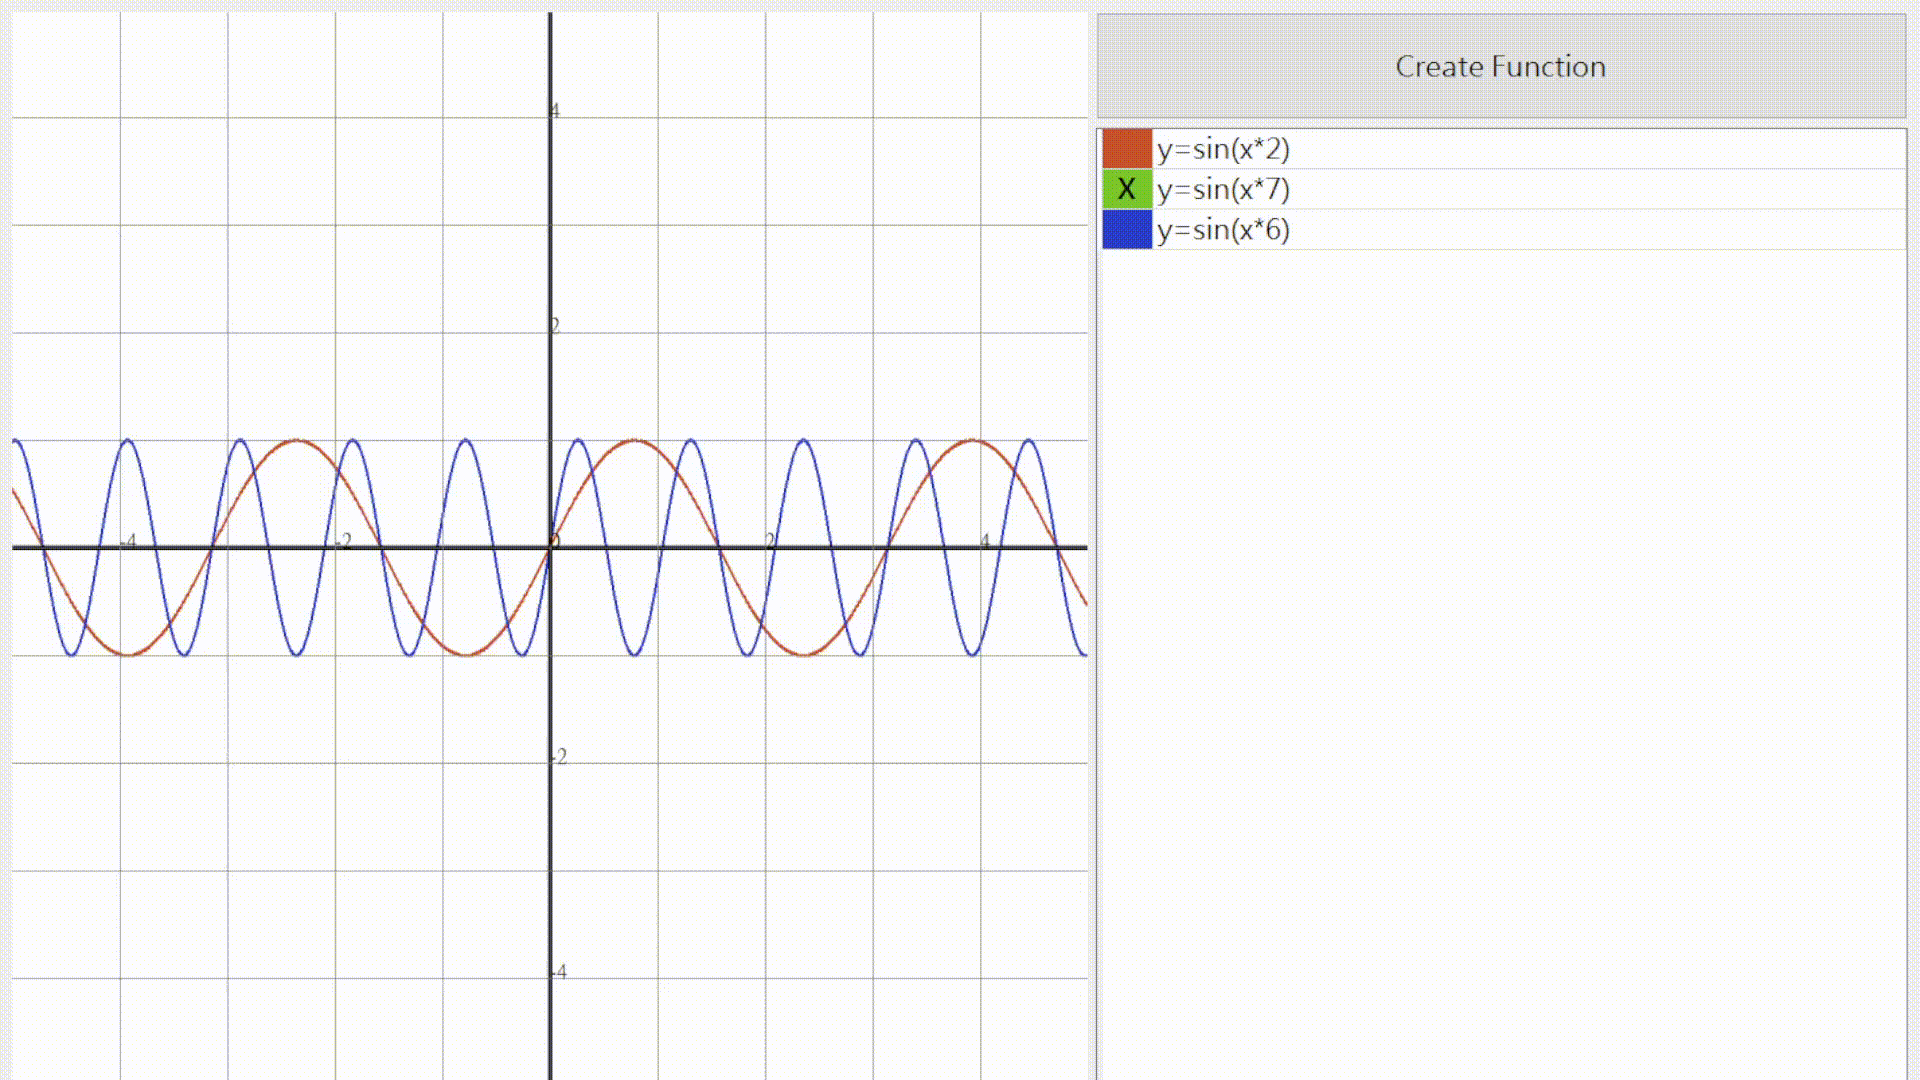 Create Function
y=sin(x*2)
X y=sin(x*7)
y=sin(x*6)
4
2
-4 -2 0 2 4
-2
-4